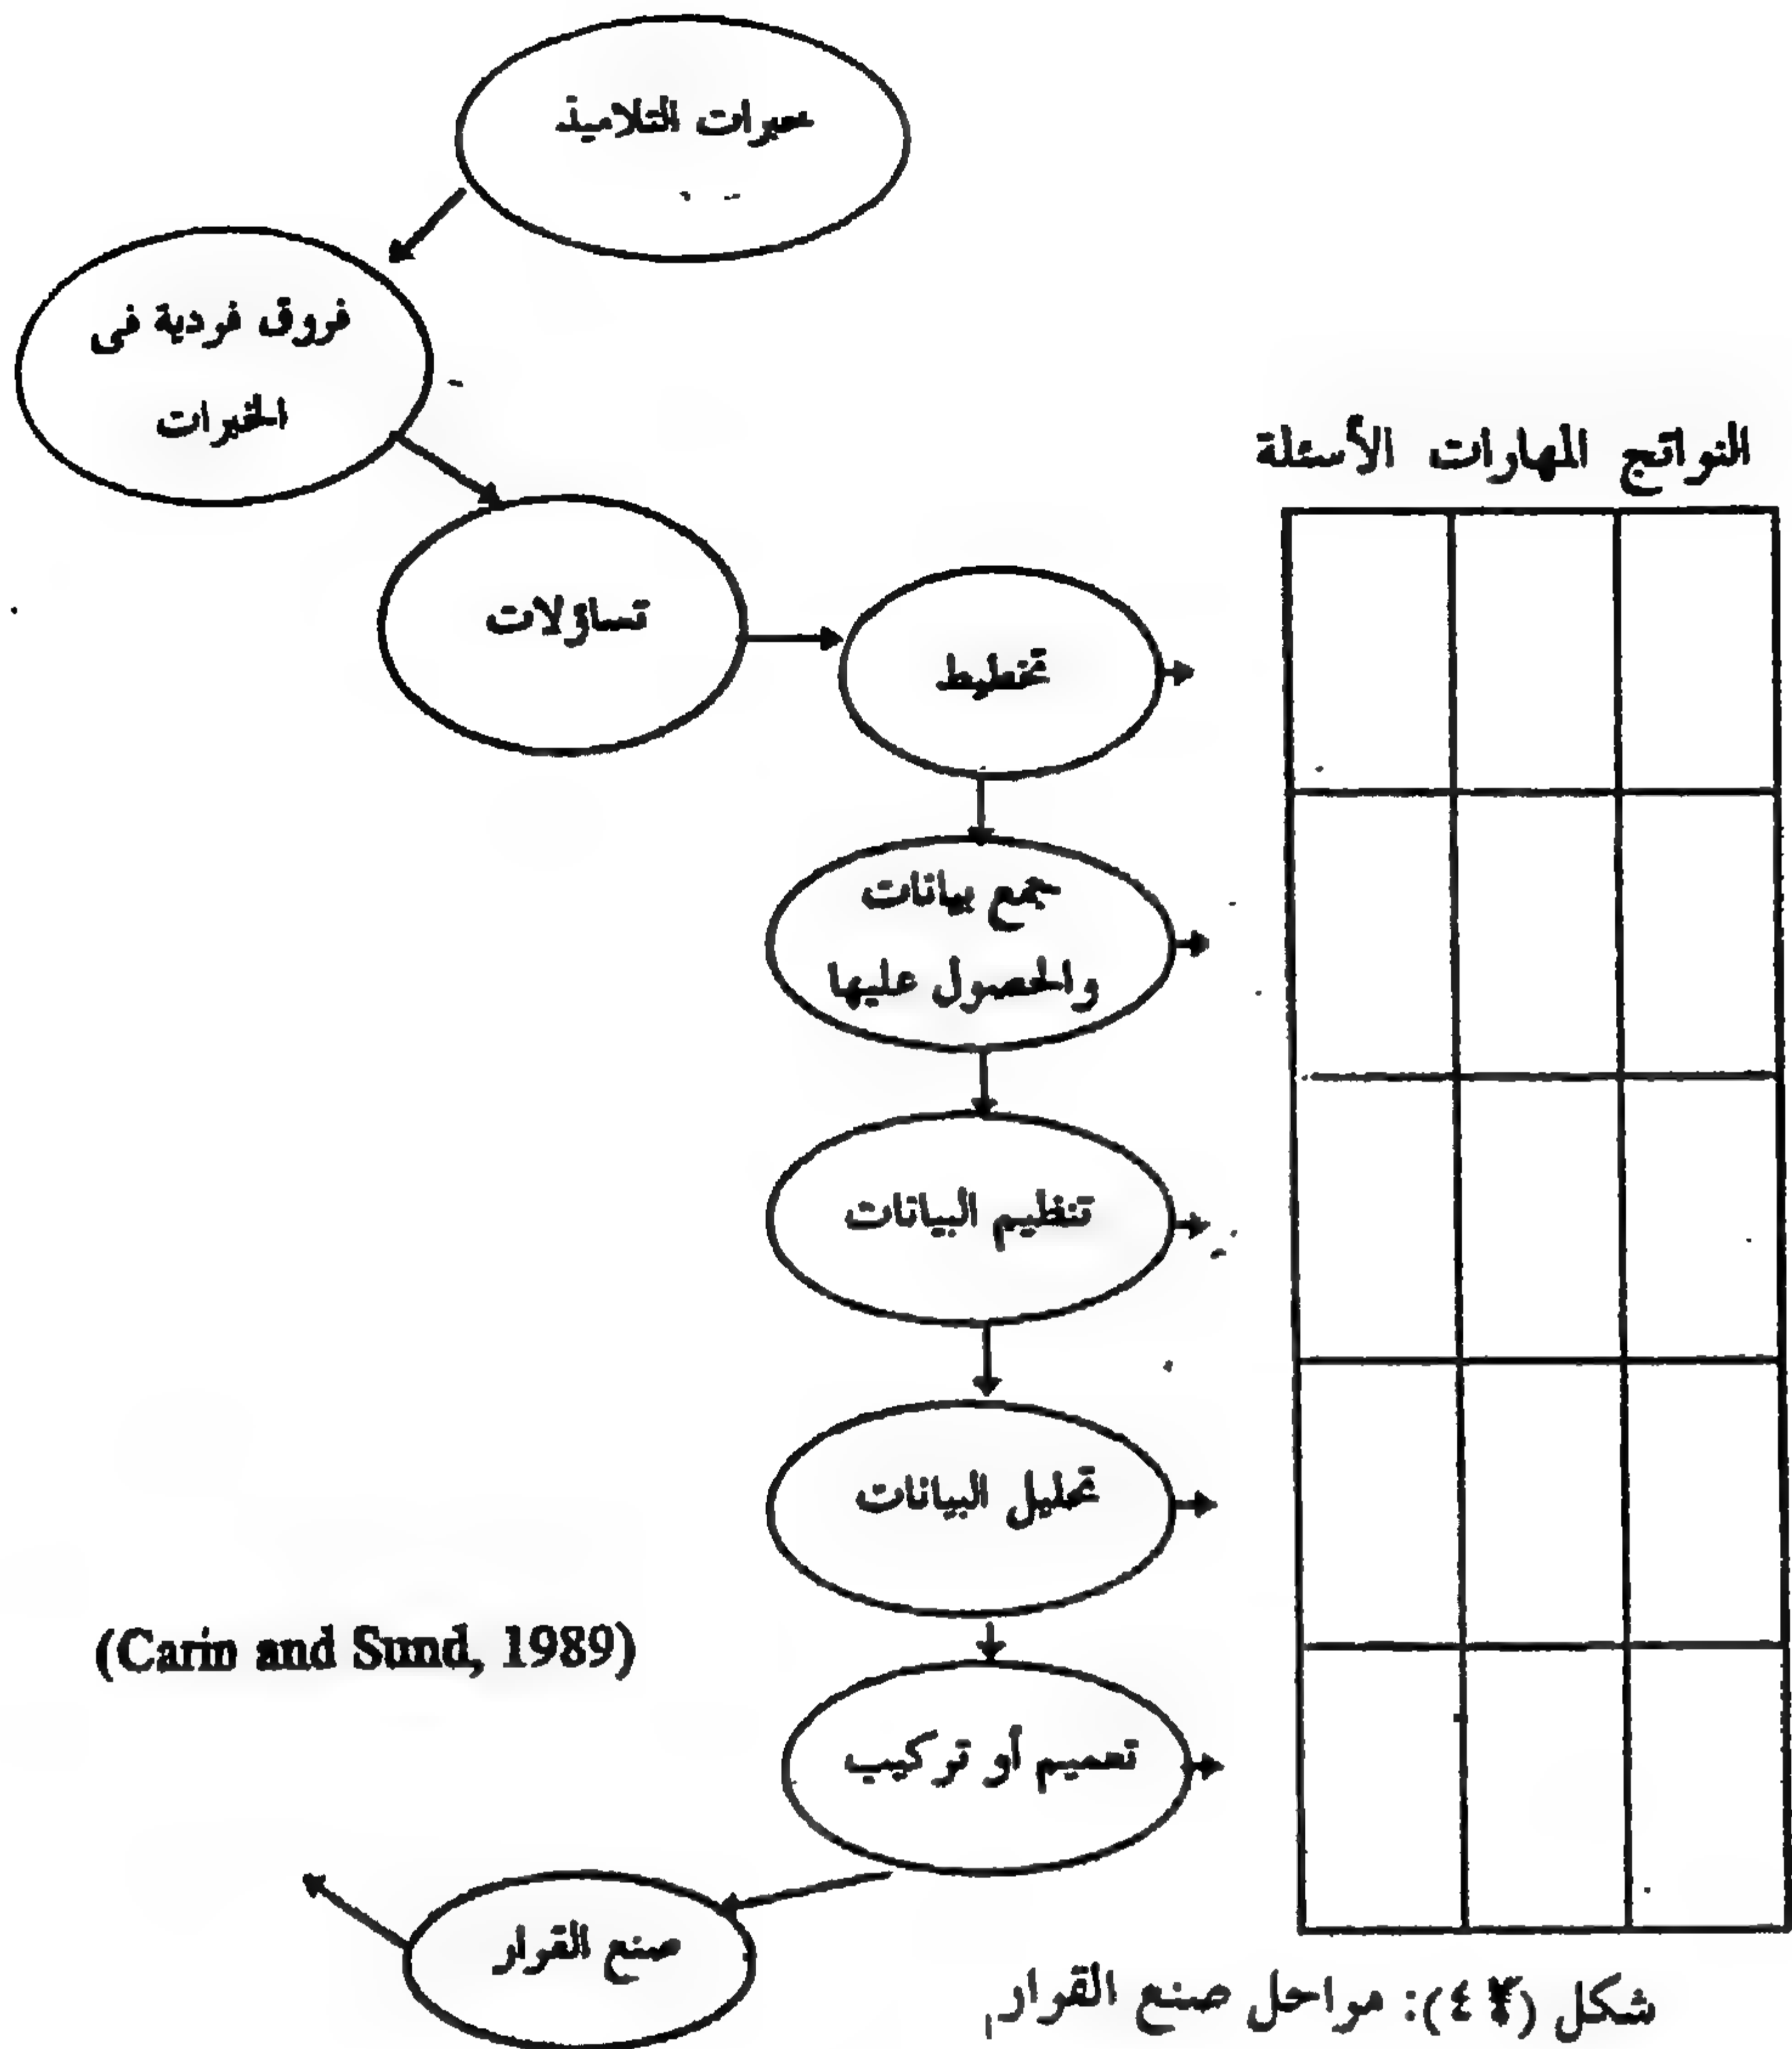 خبرات التلاميذ
فروق فردية فى
الخبرات
تساؤلات
النواتج المهارات الأسئلة
تخطيط
جمع بيانات
والحصول عليها
تنظيم البيانات
تحليل البيانات
(Carin and Sund, 1989)
تعميم أو تركيب
صنع القرار
شكل: مراحل صنع القرار